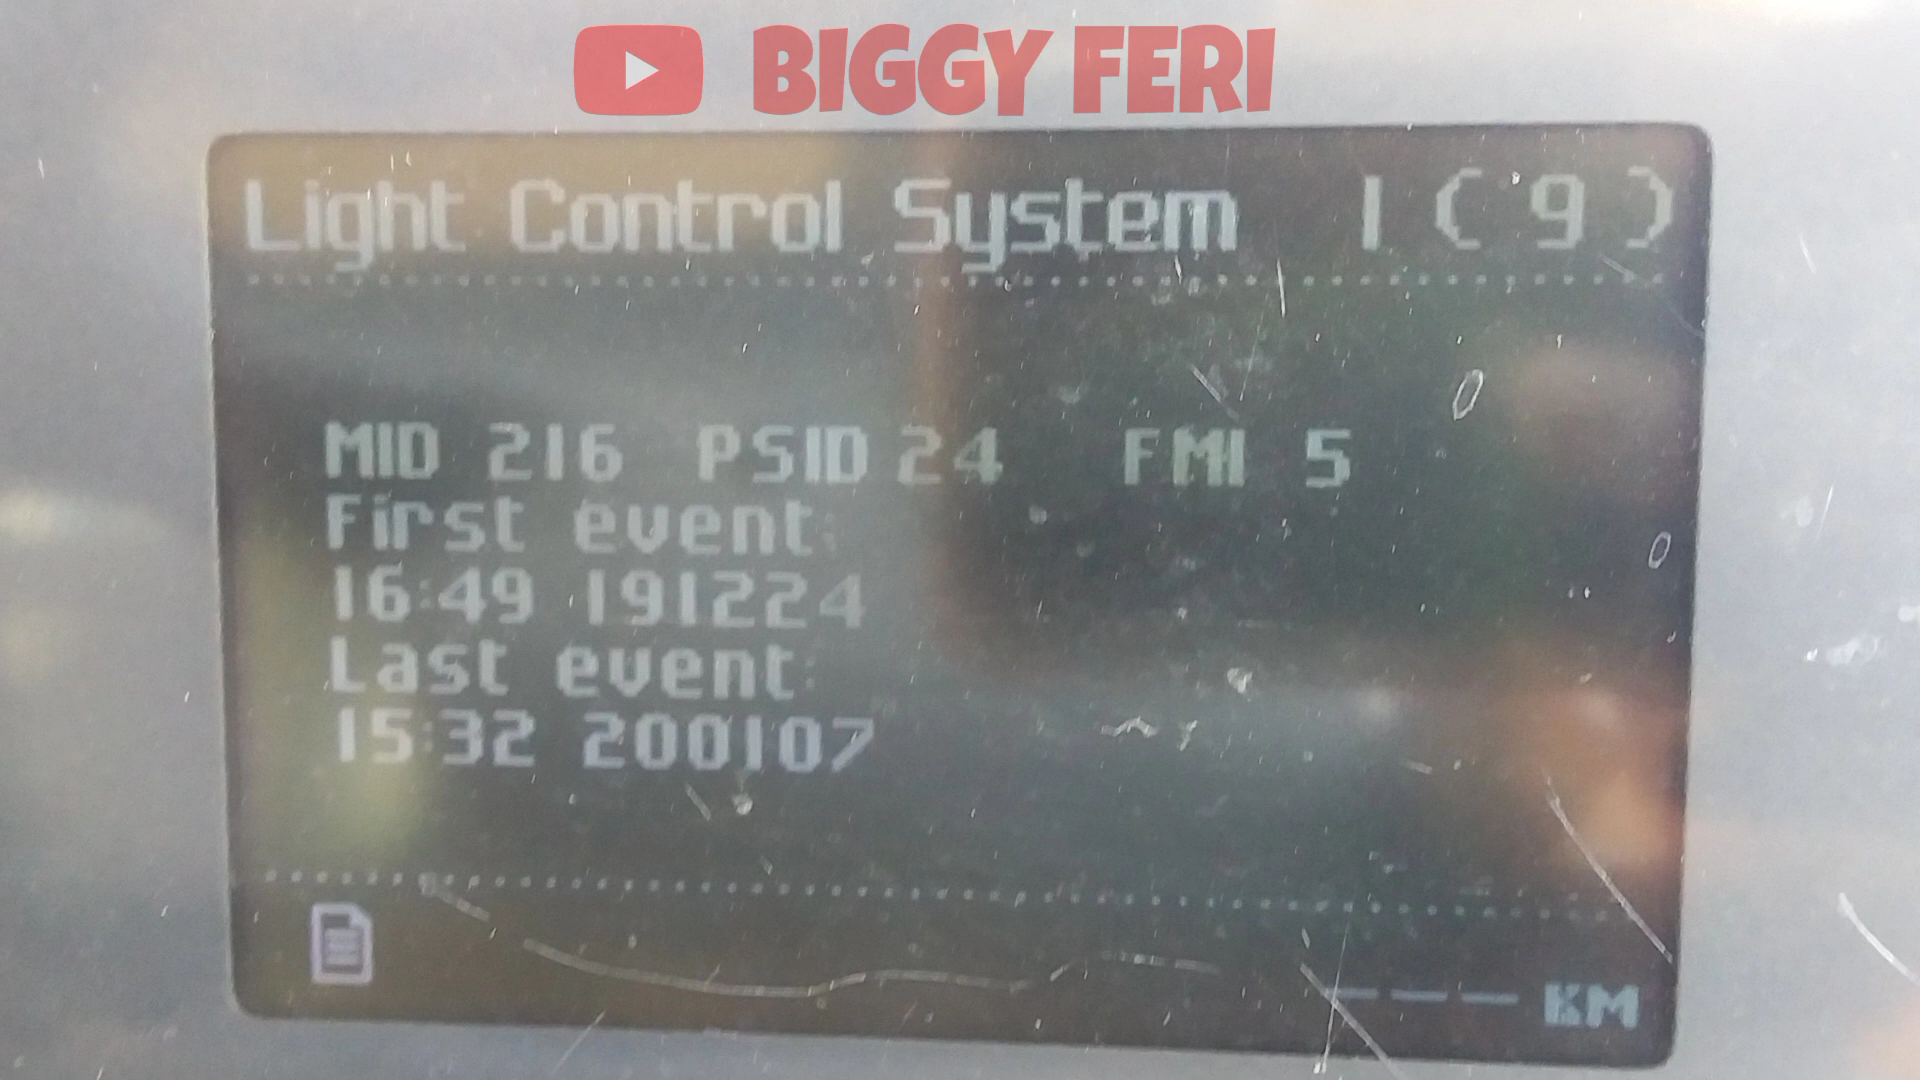 BIGGY FERI
Light Control System 1 ( 9 )
MID 216 PSID 24 FMI 5
First event:
16:49 191224
Last event:
15:32 200107
--- KM